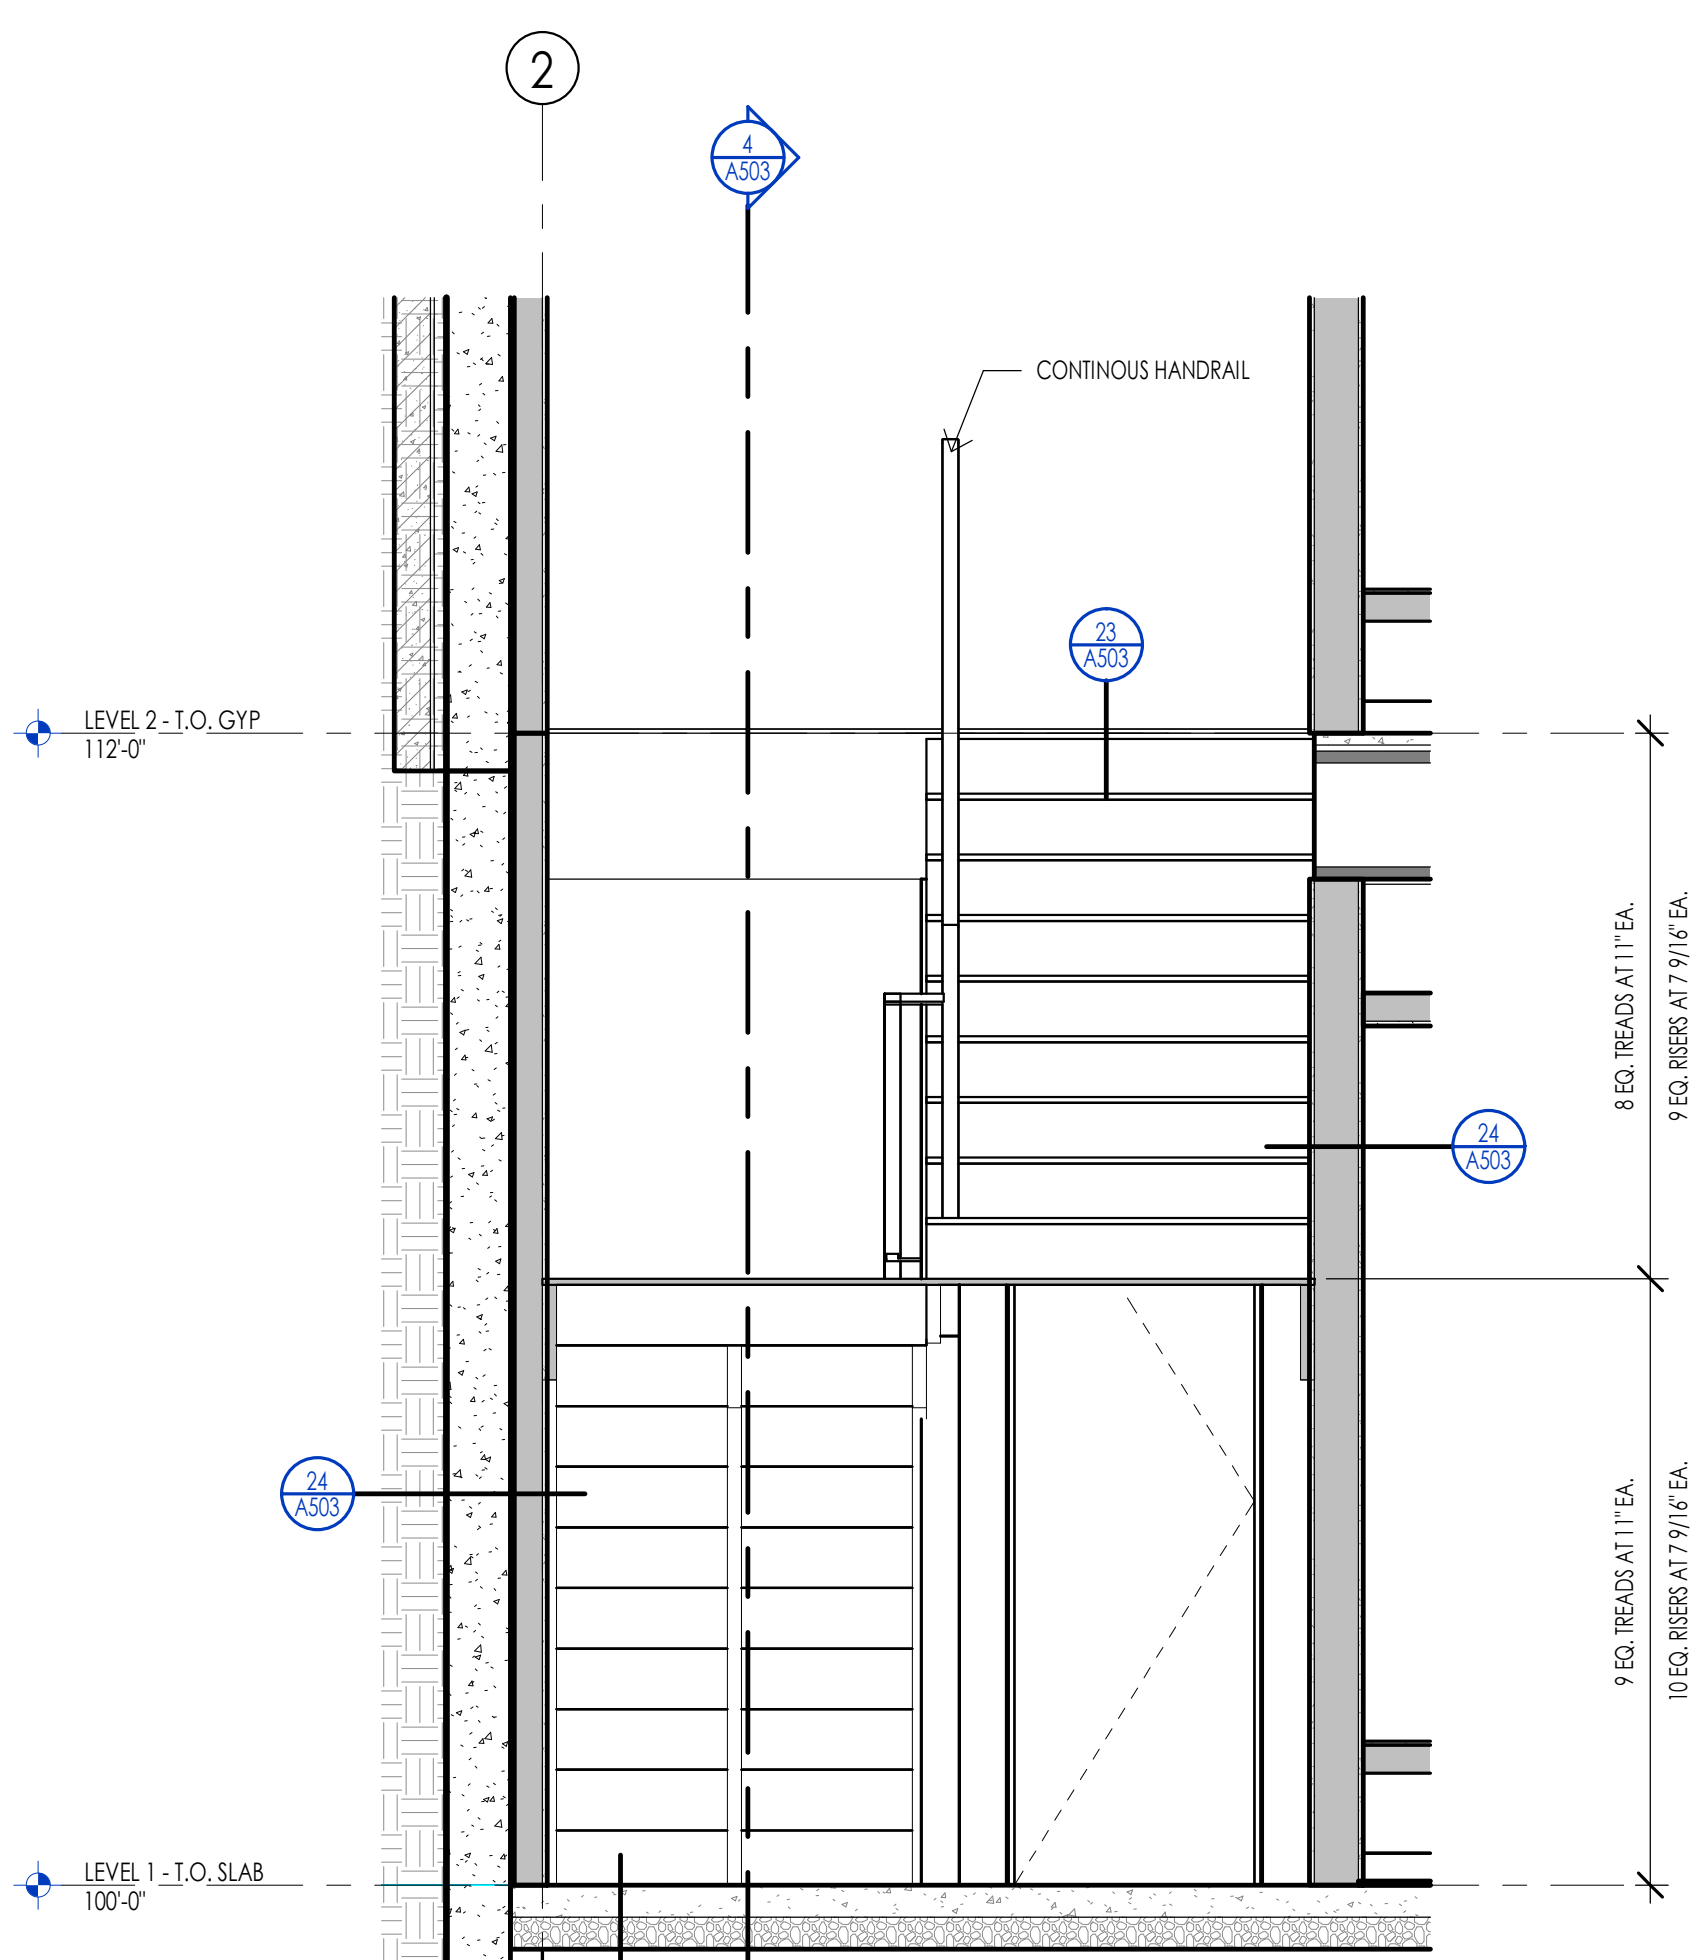 2
4
A503
CONTINOUS HANDRAIL
23
A503
LEVEL 2 - T.O. GYP
112'-0"
8 EQ. TREADS AT 11" EA.
9 EQ. RISERS AT 7 9/16" EA.
24
A503
24
A503
9 EQ. TREADS AT 11" EA.
10 EQ. RISERS AT 7 9/16" EA.
LEVEL 1 - T.O. SLAB
100'-0"